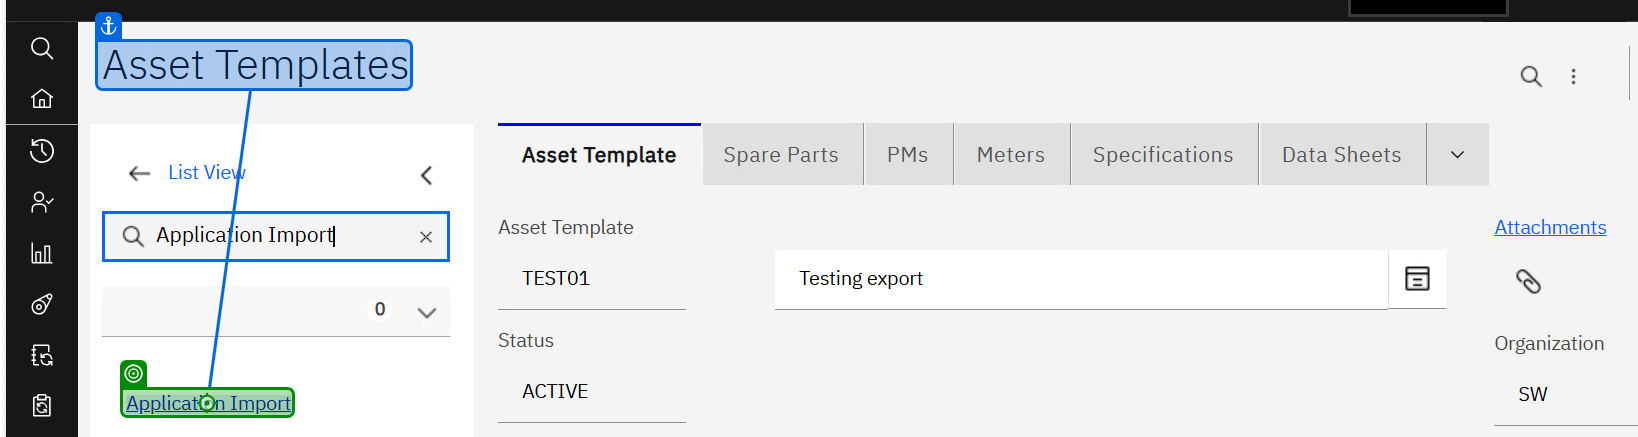 Asset Templates
List View
Application Import
0
Application Import
Asset Template
Spare Parts
PMs
Meters
Specifications
Data Sheets
Asset Template
TEST01
Testing export
Status
ACTIVE
Attachments
Organization
SW